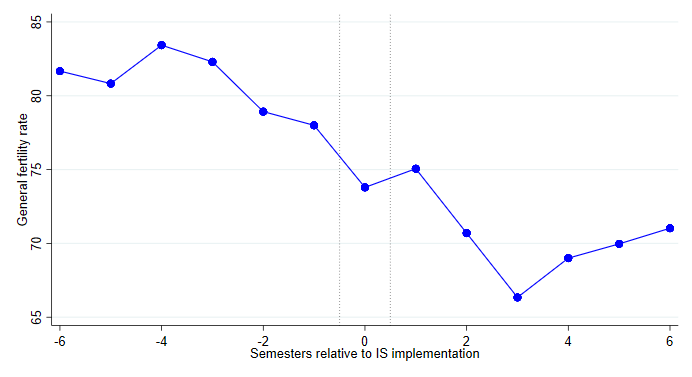 General fertility rate
85
80
75
70
65
-6 -4 -2 0 2 4 6
Semesters relative to IS implementation